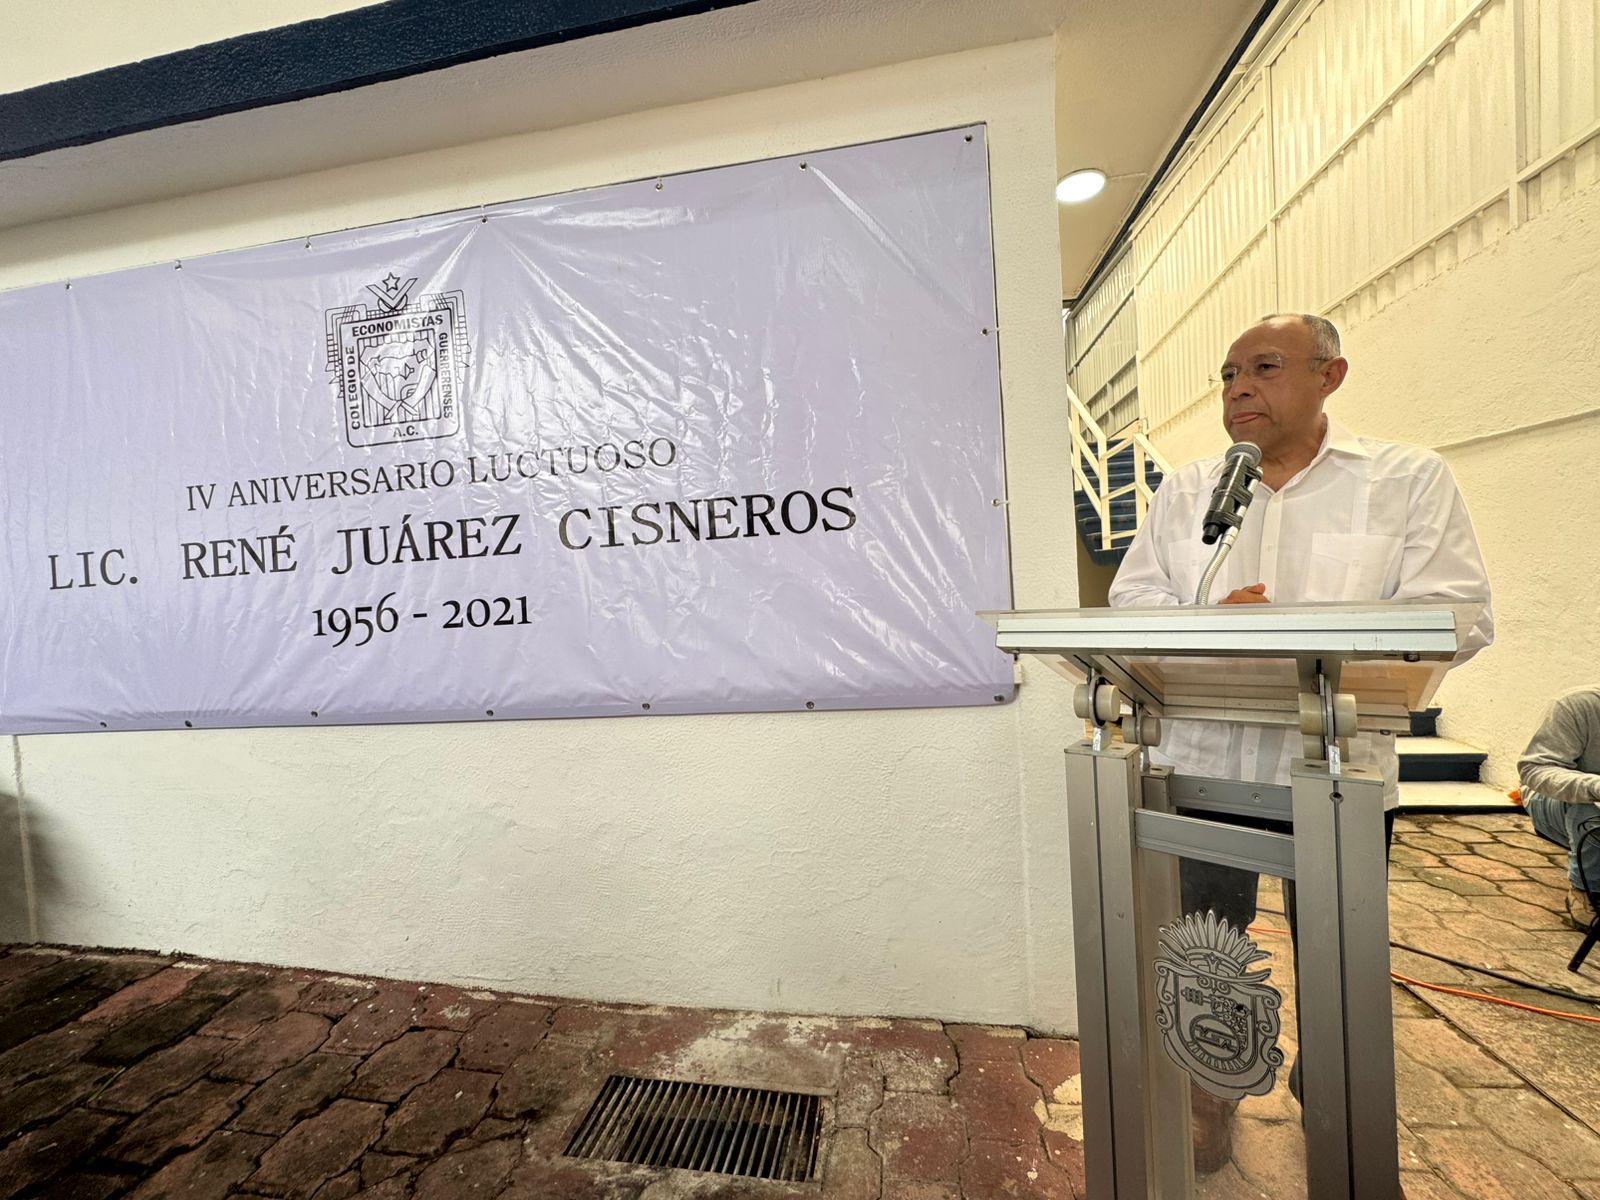 COLEGIO DE
ECONOMISTAS
GUERRERENSES
A.C.
IV ANIVERSARIO LUCTUOSO
LIC. RENÉ JUÁREZ CISNEROS
1956 - 2021